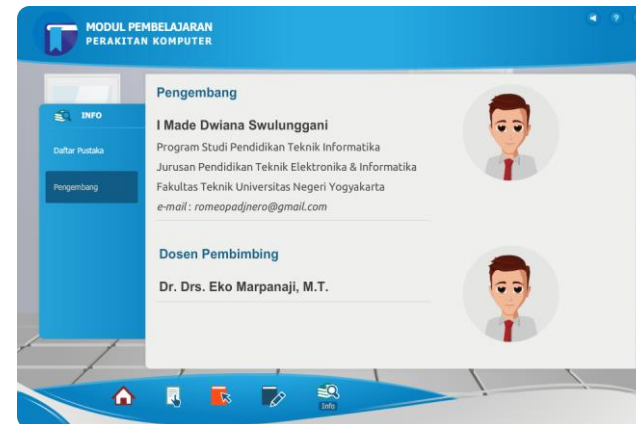 MODUL PEMBELAJARAN
PERAKITAN KOMPUTER
?
INFO
Daftar Pustaka
Pengembang
Pengembang
I Made Dwiana Swulunggani
Program Studi Pendidikan Teknik Informatika
Jurusan Pendidikan Teknik Elektronika & Informatika
Fakultas Teknik Universitas Negeri Yogyakarta
e-mail : romeopadjnero@gmail.com
Dosen Pembimbing
Dr. Drs. Eko Marpanaji, M.T.
Info